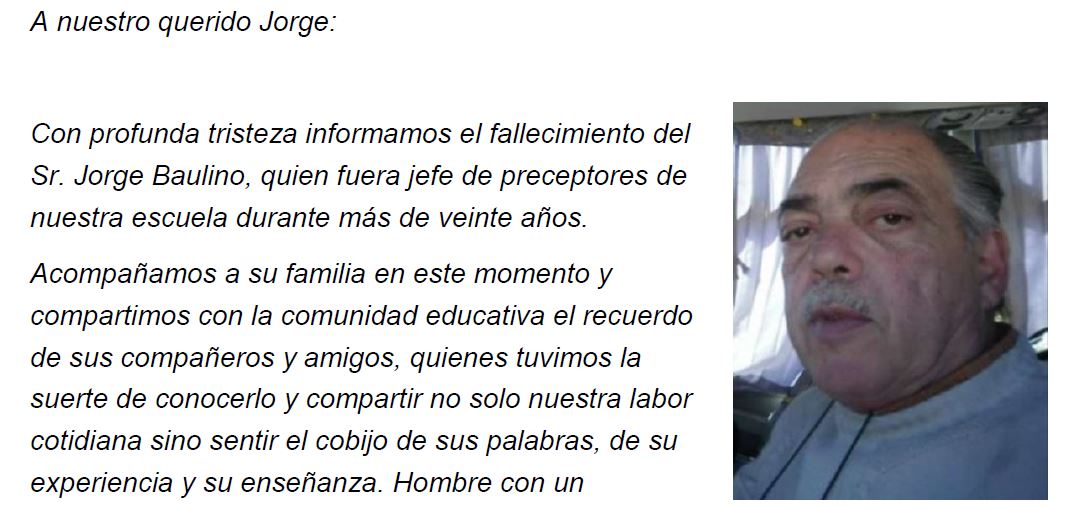 A nuestro querido Jorge:
Con profunda tristeza informamos el fallecimiento del
Sr. Jorge Baulino, quien fuera jefe de preceptores de
nuestra escuela durante más de veinte años.
Acompañamos a su familia en este momento y
compartimos con la comunidad educativa el recuerdo
de sus compañeros y amigos, quienes tuvimos la
suerte de conocerlo y compartir no solo nuestra labor
cotidiana sino sentir el cobijo de sus palabras, de su
experiencia y su enseñanza. Hombre con un